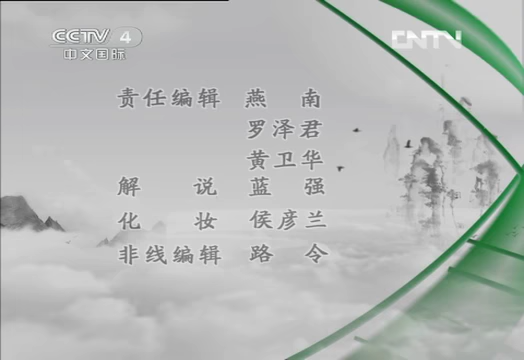 CCTV 4
中文国际
CNTV
责任编辑 燕 南
罗泽君
黄卫华
解 说 蓝 强
化 妆 侯彦兰
非线编辑 路 令